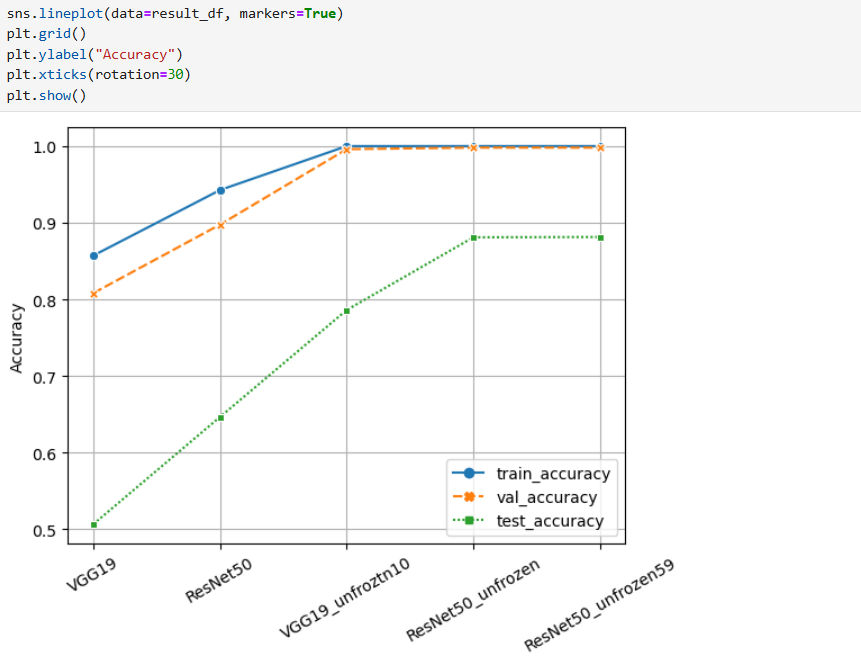 sns.lineplot(data=result_df, markers=True)
plt.grid()
plt.ylabel("Accuracy")
plt.xticks(rotation=30)
plt.show()
1.0
0.9
0.8
0.7
0.6
0.5
Accuracy
train_accuracy
val_accuracy
test_accuracy
VGG19
ResNet50
VGG19_unfroztn10
ResNet50_unfrozen
ResNet50_unfrozen59